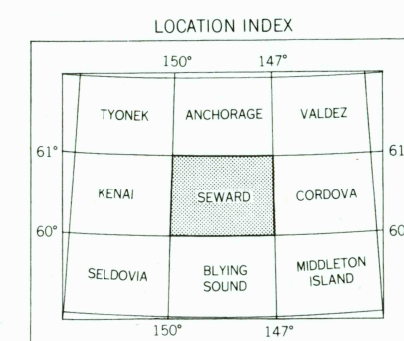 LOCATION INDEX
150° 147°
TYONEK ANCHORAGE VALDEZ
61° 61
KENAI SEWARD CORDOVA
60° 60
SELDOVIA BLYING SOUND MIDDLETON ISLAND
150° 147°